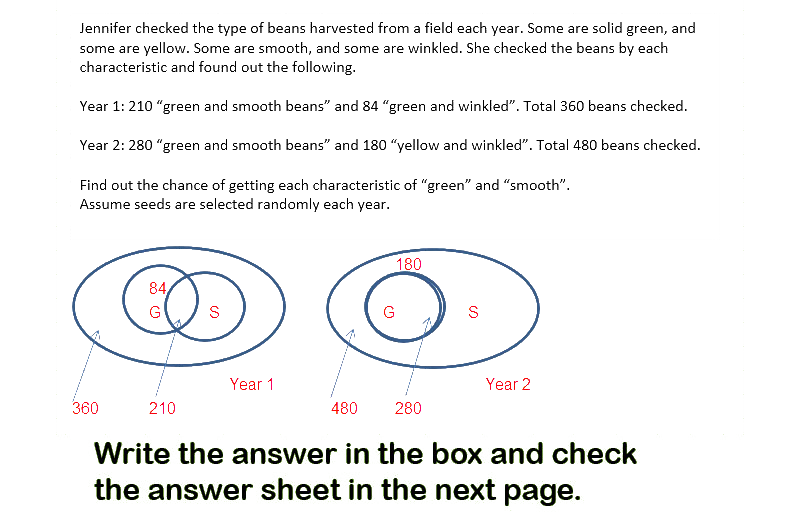 Jennifer checked the type of beans harvested from a field each year. Some are solid green, and
some are yellow. Some are smooth, and some are winkled. She checked the beans by each
characteristic and found out the following.
Year 1: 210 “green and smooth beans” and 84 “green and winkled”. Total 360 beans checked.
Year 2: 280 “green and smooth beans” and 180 “yellow and winkled”. Total 480 beans checked.
Find out the chance of getting each characteristic of “green” and “smooth”.
Assume seeds are selected randomly each year.
84
G
S
Year 1
360
210
180
G
S
Year 2
480
280
Write the answer in the box and check
the answer sheet in the next page.